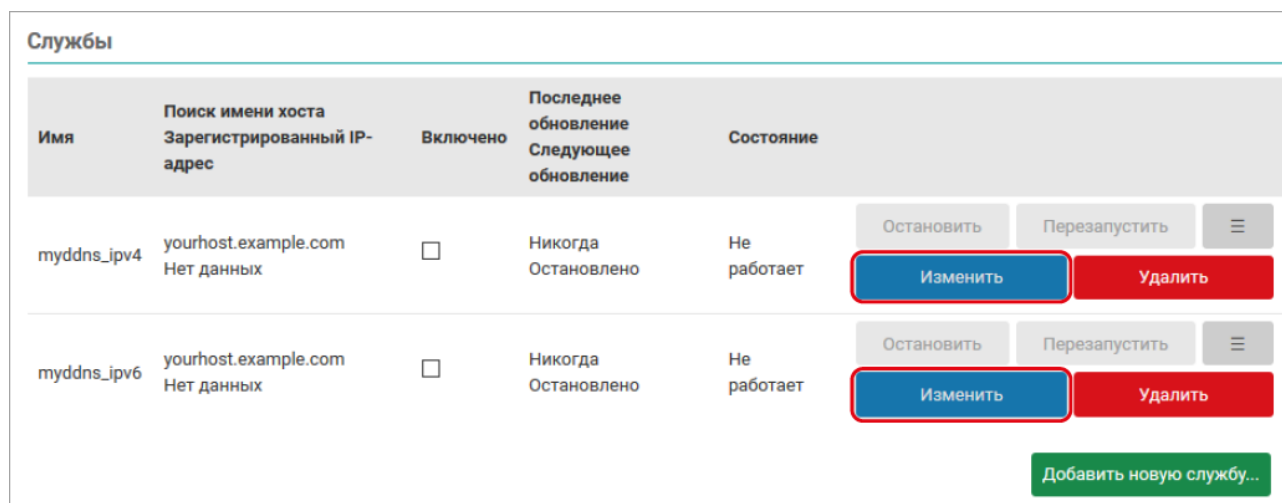 Службы
Имя
Поиск имени хоста
Зарегистрированный IP-
адрес
Включено
Последнее
обновление
Следующее
обновление
Состояние
myddns_ipv4
yourhost.example.com
Нет данных
Никогда
Остановлено
Не
работает
Остановить
Перезапустить
Изменить
Удалить
myddns_ipv6
yourhost.example.com
Нет данных
Никогда
Остановлено
Не
работает
Остановить
Перезапустить
Изменить
Удалить
Добавить новую службу...